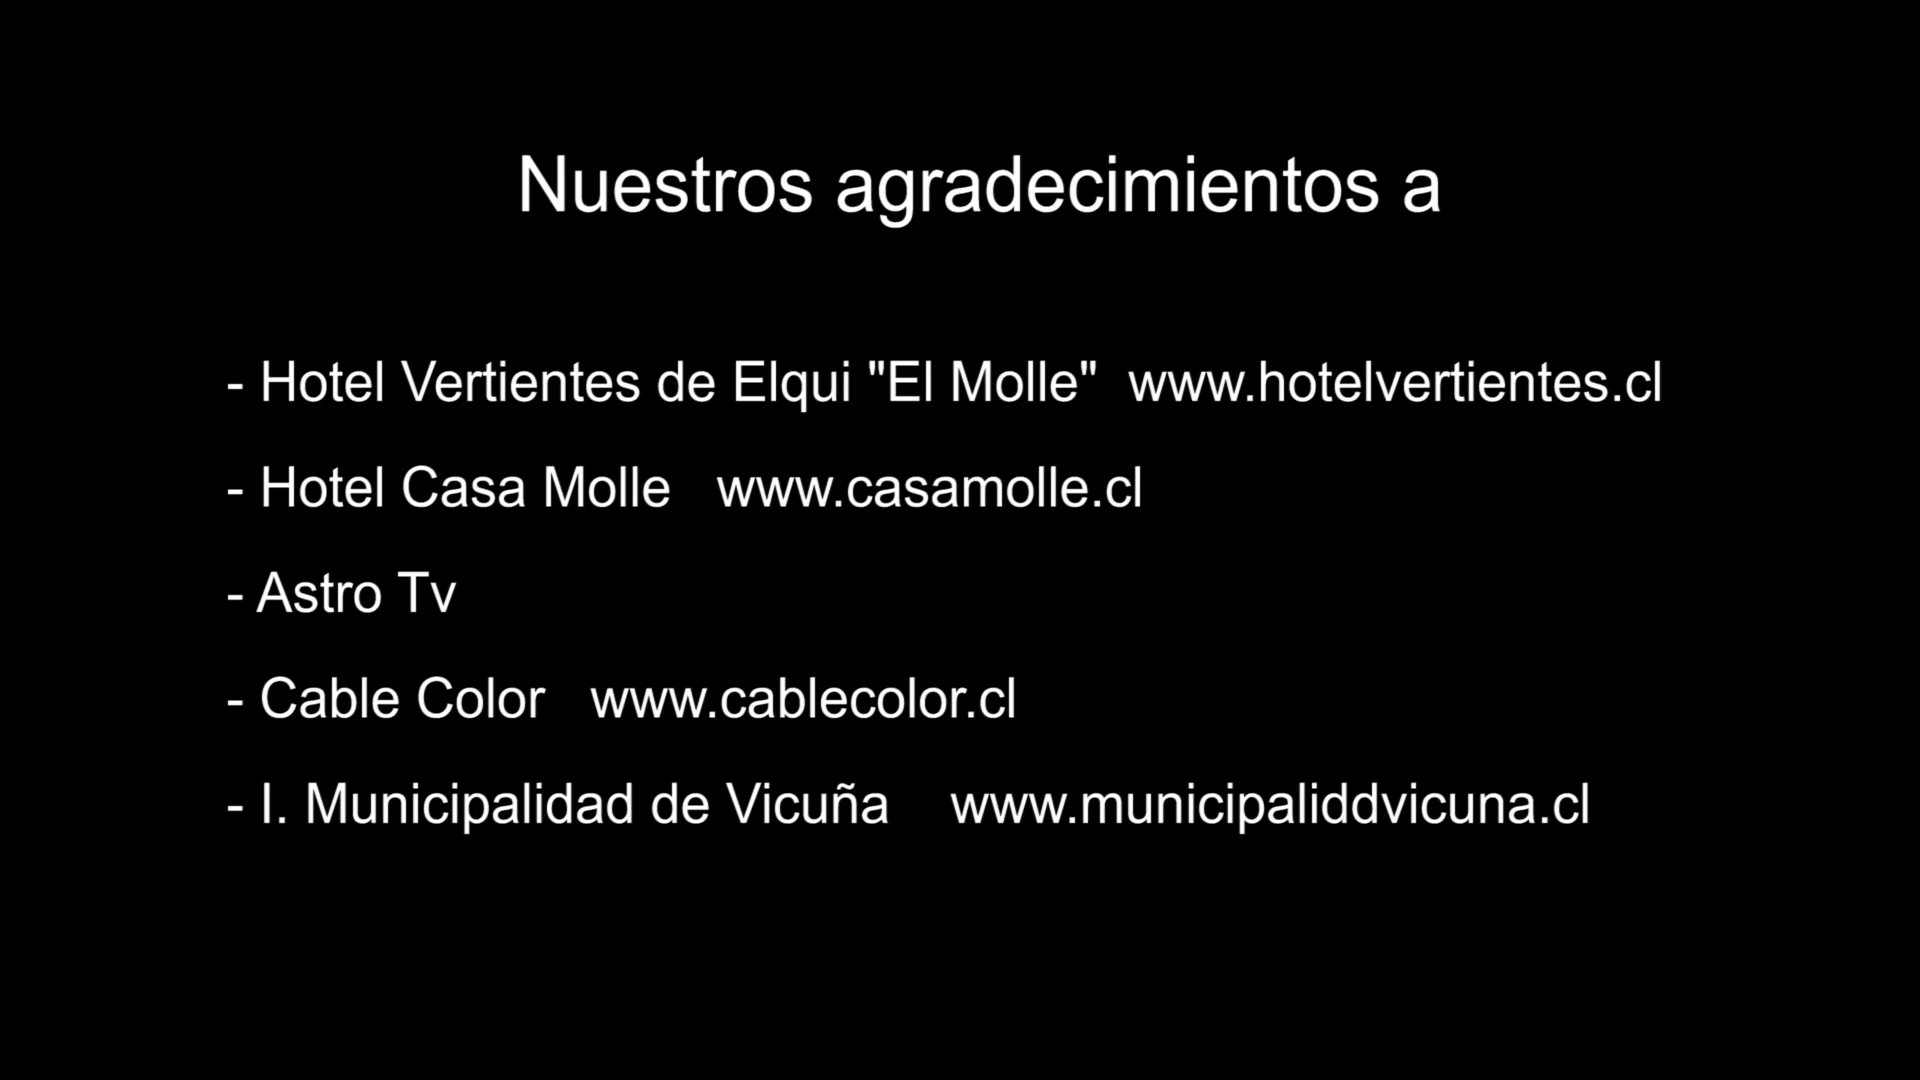 Nuestros agradecimientos a
- Hotel Vertientes de Elqui "El Molle"  www.hotelvertientes.cl
- Hotel Casa Molle   www.casamolle.cl
- Astro Tv
- Cable Color   www.cablecolor.cl
- I. Municipalidad de Vicuña    www.municipaliddvicuna.cl